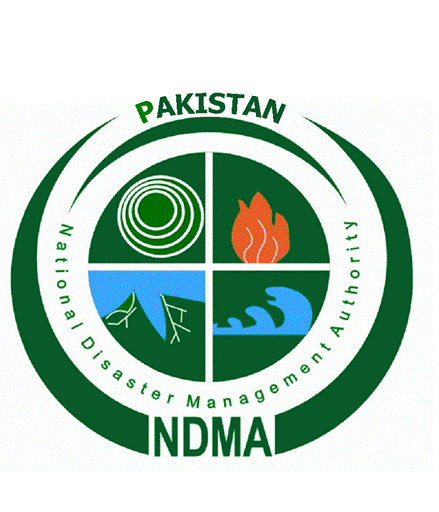 PAKISTAN
National Disaster Management Authority
NDMA